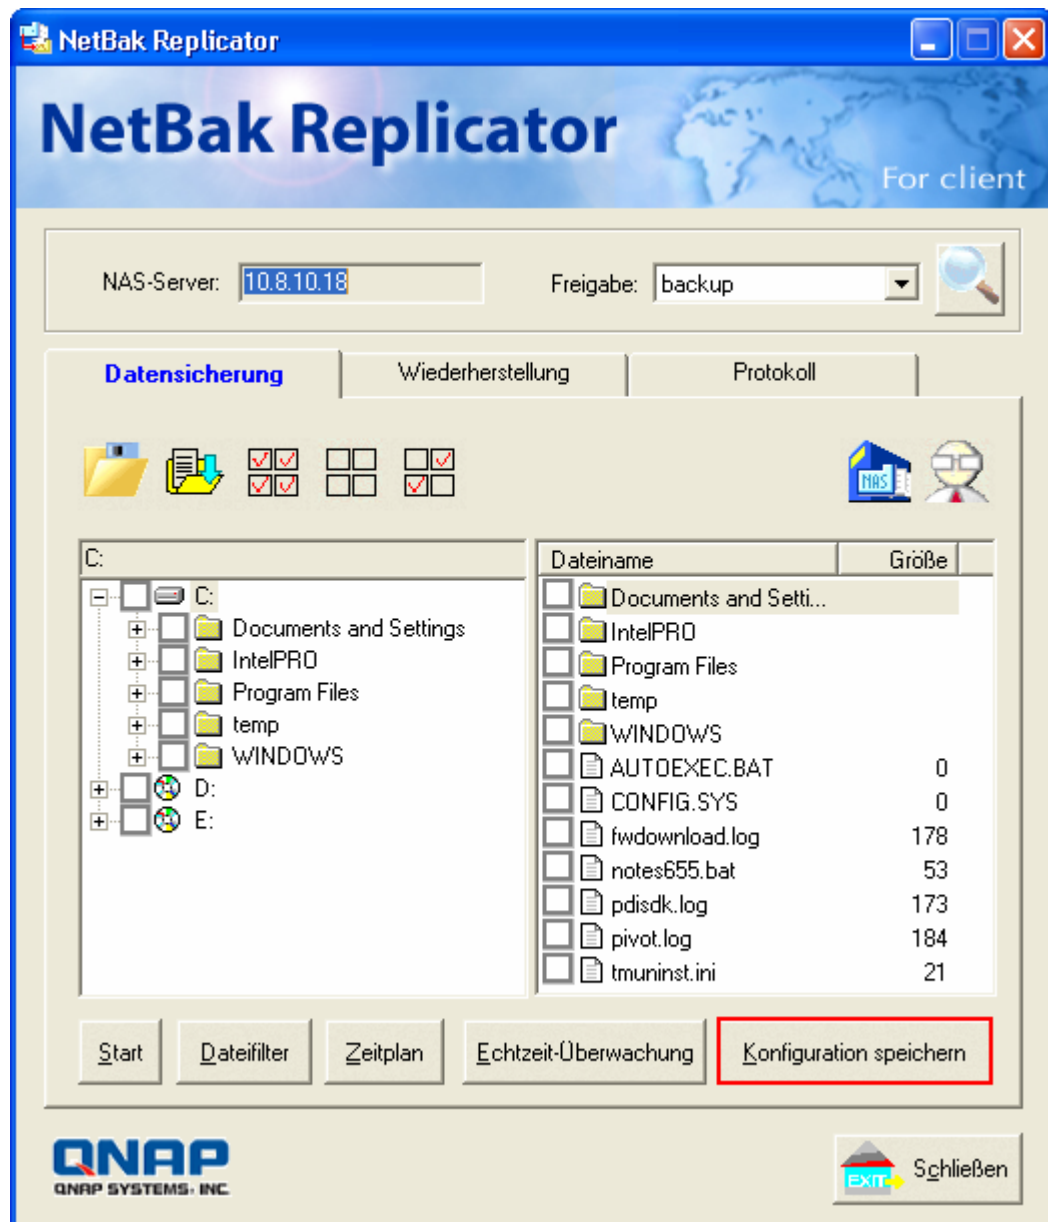 NetBak Replicator
NetBak Replicator
For client
NAS-Server: 10.8.10.18 Freigabe: backup
Datensicherung Wiederherstellung Protokoll
NAS
C:
C:
Documents and Settings
IntelPRO
Program Files
temp
WINDOWS
D:
E:
Dateiname Größe
Documents and Setti...
IntelPRO
Program Files
temp
WINDOWS
AUTOEXEC.BAT 0
CONFIG.SYS 0
fwdownload.log 178
notes655.bat 53
pdisdk.log 173
pivot.log 184
tmuninst.ini 21
Start Dateifilter Zeitplan Echtzeit-Überwachung Konfiguration speichern
QNAP
QNAP SYSTEMS, INC.
EXIT Schließen